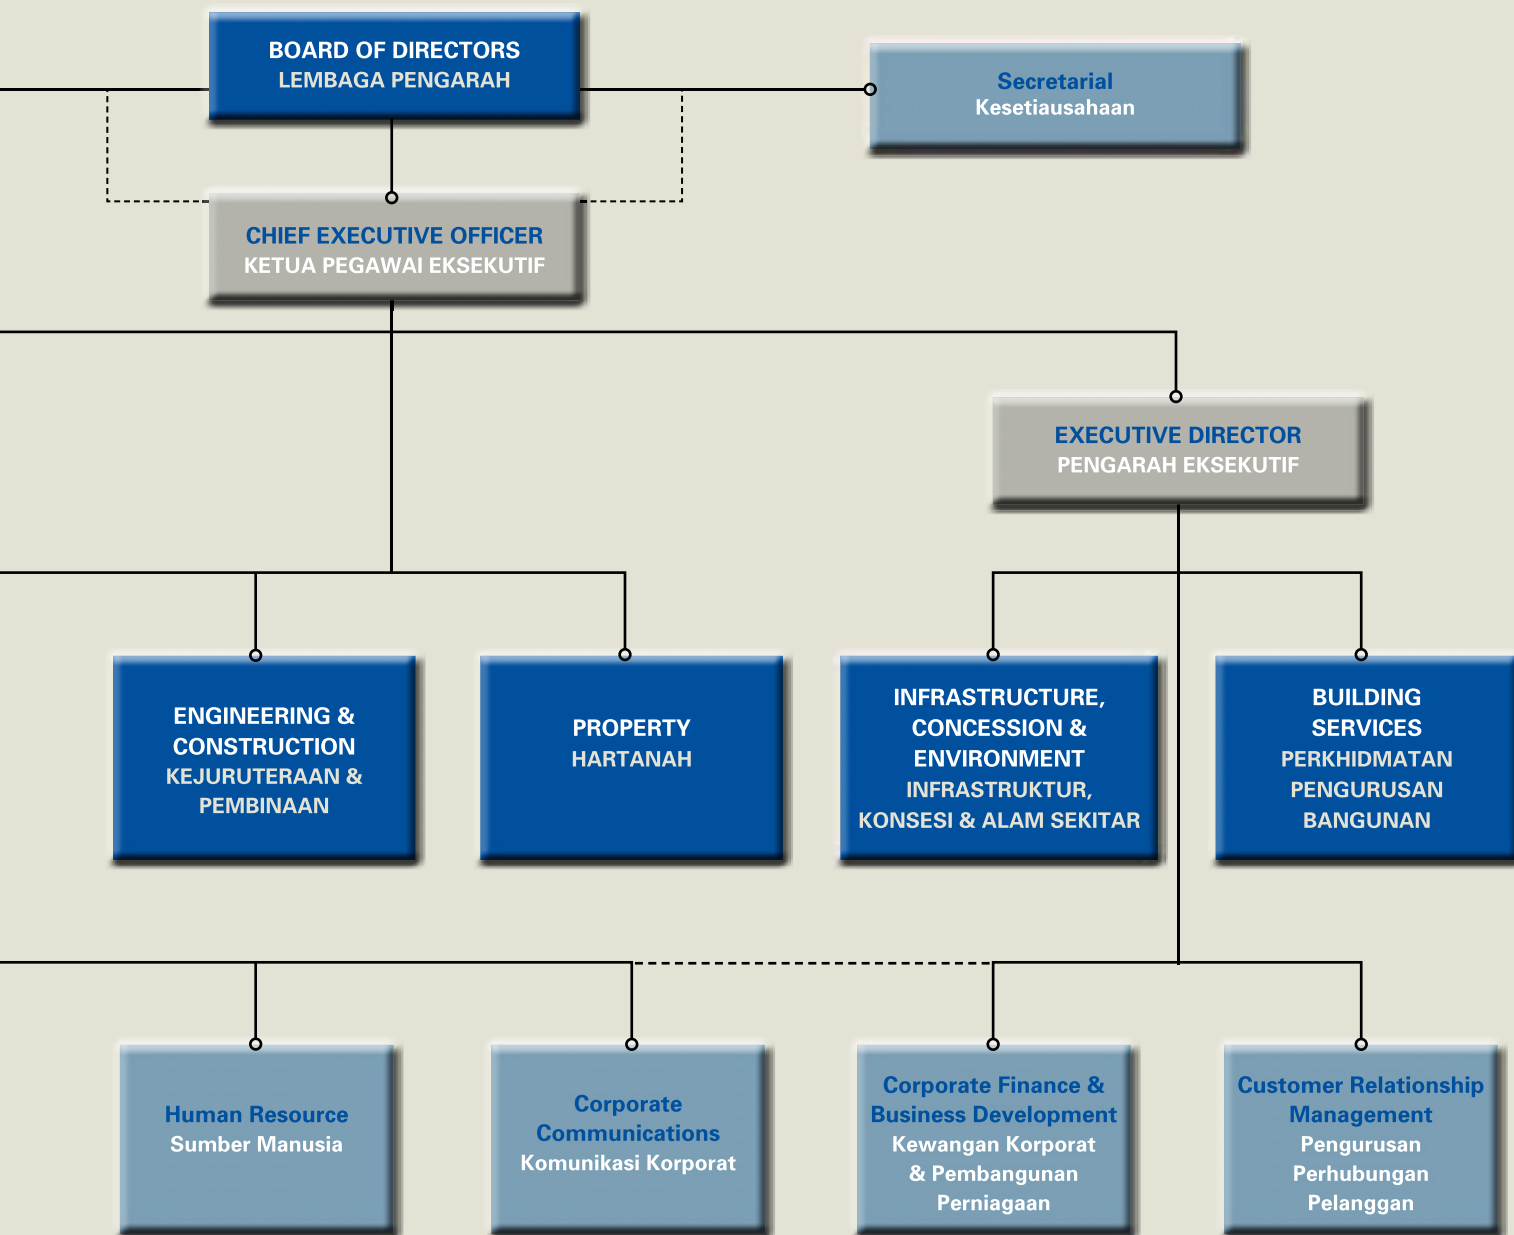 BOARD OF DIRECTORS
LEMBAGA PENGARAH
Secretarial
Kesetiausahaan
CHIEF EXECUTIVE OFFICER
KETUA PEGAWAI EKSEKUTIF
EXECUTIVE DIRECTOR
PENGARAH EKSEKUTIF
ENGINEERING &
CONSTRUCTION
KEJURUTERAAN &
PEMBINAAN
PROPERTY
HARTANAH
INFRASTRUCTURE,
CONCESSION &
ENVIRONMENT
INFRASTRUKTUR,
KONSESI & ALAM SEKITAR
BUILDING
SERVICES
PERKHIDMATAN
PENGURUSAN
BANGUNAN
Human Resource
Sumber Manusia
Corporate
Communications
Komunikasi Korporat
Corporate Finance &
Business Development
Kewangan Korporat
& Pembangunan
Perniagaan
Customer Relationship
Management
Pengurusan
Perhubungan
Pelanggan